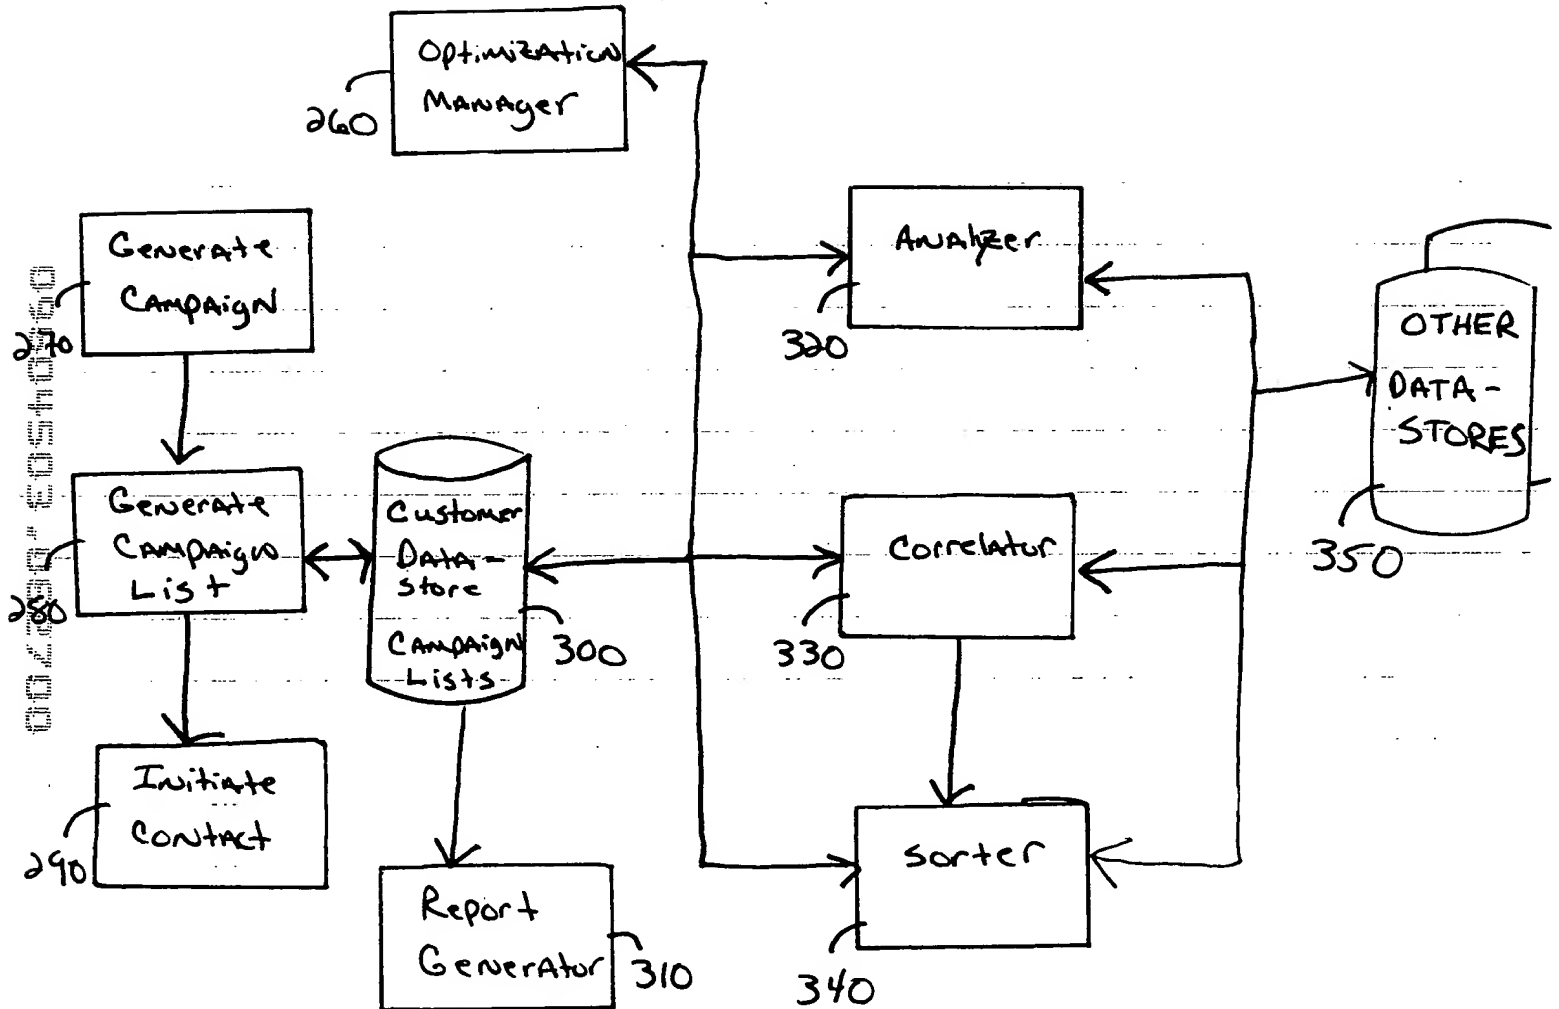 Optimization
Manager
260
Generate
Campaign
270
Generate
Campaign
List
280
Initiate
Contact
290
Customer
Data-
store
Campaign
Lists
300
Report
Generator
310
Analyzer
320
Correlator
330
Sorter
340
OTHER
DATA-
STORES
350